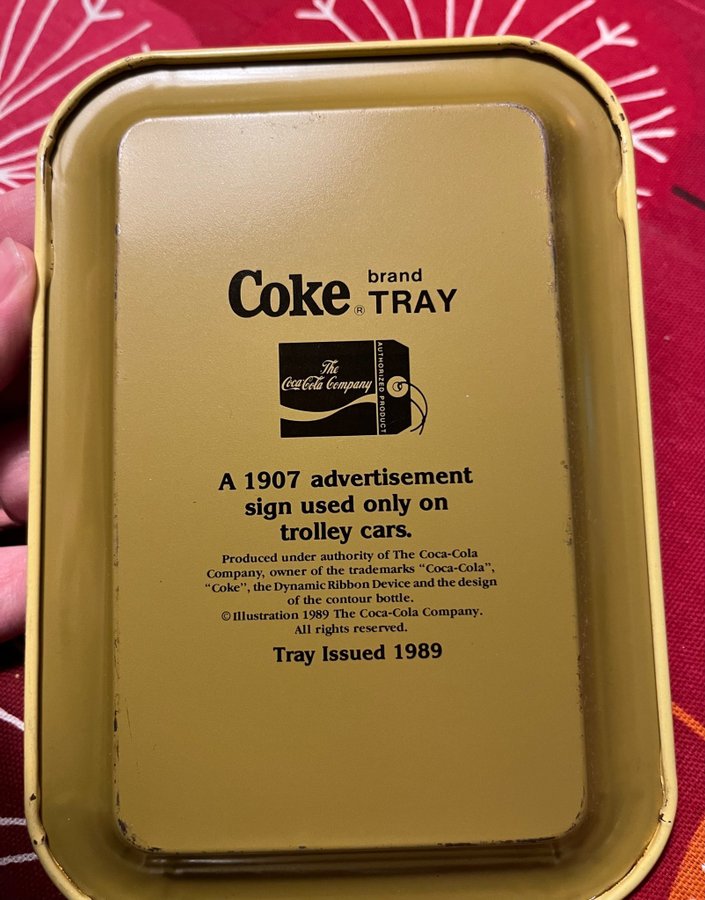 Coke® brand TRAY
The
Coca-Cola Company
AUTHORIZED PRODUCT
A 1907 advertisement
sign used only on
trolley cars.
Produced under authority of The Coca-Cola
Company, owner of the trademarks “Coca-Cola”,
“Coke”, the Dynamic Ribbon Device and the design
of the contour bottle.
© Illustration 1989 The Coca-Cola Company.
All rights reserved.
Tray Issued 1989